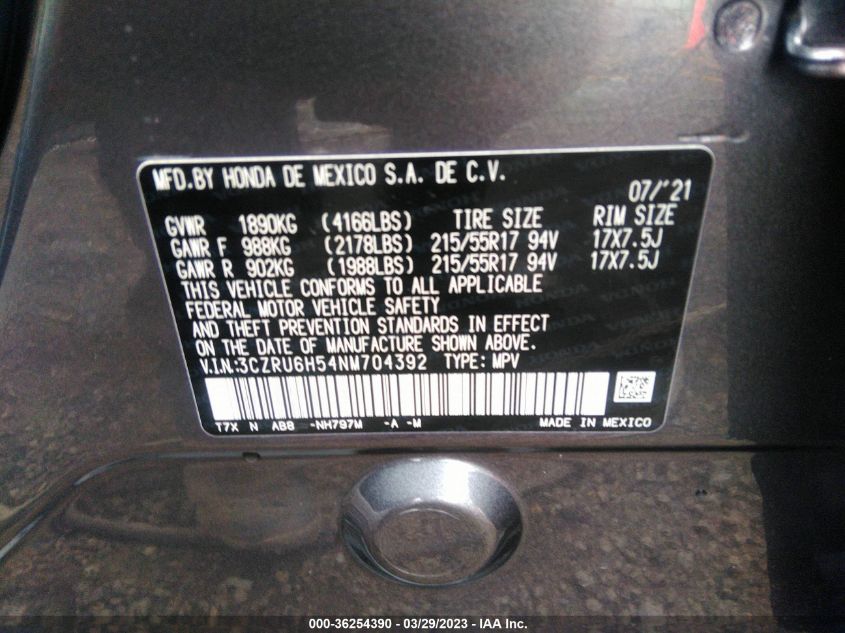 MFD.BY HONDA DE MEXICO S.A. DE C.V.
07/'21
GVWR 1890KG (4166LBS) TIRE SIZE RIM SIZE
GAWR F 988KG (2178LBS) 215/55R17 94V 17X7.5J
GAWR R 902KG (1988LBS) 215/55R17 94V 17X7.5J
THIS VEHICLE CONFORMS TO ALL APPLICABLE
FEDERAL MOTOR VEHICLE SAFETY
AND THEFT PREVENTION STANDARDS IN EFFECT
ON THE DATE OF MANUFACTURE SHOWN ABOVE.
V.I.N:3CZRU6H54NM704392 TYPE: MPV
T7X N AB8 -NH797M -A -M MADE IN MEXICO
000-36254390 - 03/29/2023 - IAA Inc.